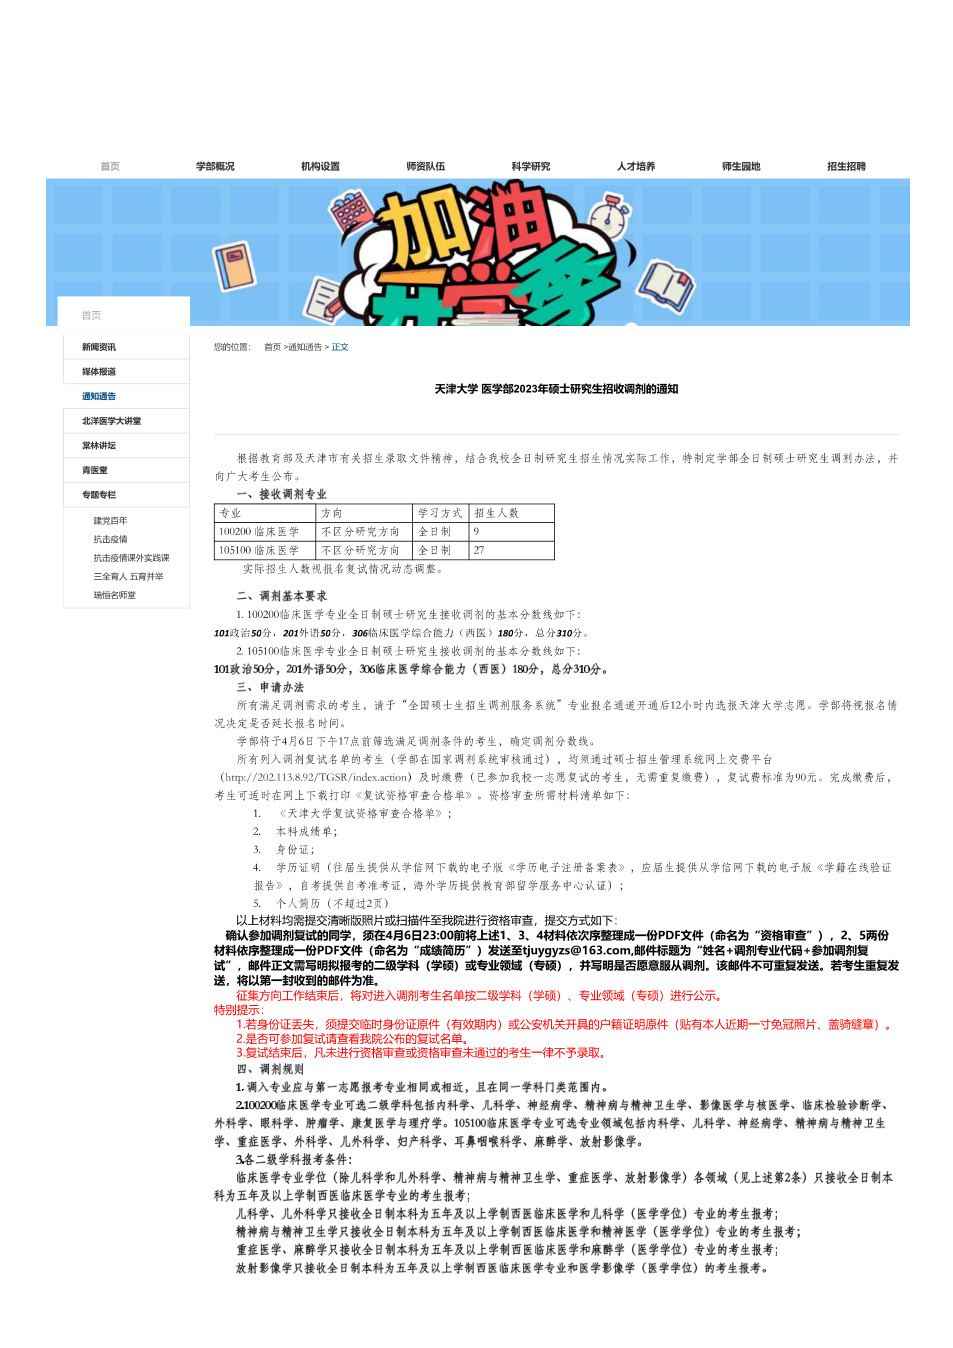 首页 学部概况 机构设置 师资队伍 科学研究 人才培养 师生园地 招生招聘
加油
开学季
首页
新闻资讯
媒体报道
通知通告
北洋医学大讲堂
棠林讲坛
青医堂
专题专栏
建党百年
抗击疫情
抗击疫情课外实践课
三全育人 五育并举
瑞恒名师堂
您的位置： 首页 >通知通告 > 正文
天津大学 医学部2023年硕士研究生招收调剂的通知
根据教育部及天津市有关招生录取文件精神，结合我校全日制研究生招生情况实际工作，特制定学部全日制硕士研究生调剂办法，并
向广大考生公布。
一、接收调剂专业
专业 方向 学习方式 招生人数
100200 临床医学 不区分研究方向 全日制 9
105100 临床医学 不区分研究方向 全日制 27
实际招生人数视报名复试情况动态调整。
二、调剂基本要求
1. 100200临床医学专业全日制硕士研究生接收调剂的基本分数线如下：
101政治50分，201外语50分，306临床医学综合能力（西医）180分，总分310分。
2. 105100临床医学专业全日制硕士研究生接收调剂的基本分数线如下：
101政治50分，201外语50分，306临床医学综合能力（西医）180分，总分310分。
三、申请办法
所有满足调剂需求的考生，请于“全国硕士生招生调剂服务系统”专业报名通道开通后12小时内选报天津大学志愿。学部将视报名情
况决定是否延长报名时间。
学部将于4月6日下午17点前筛选满足调剂条件的考生，确定调剂分数线。
所有列入调剂复试名单的考生（学部在国家调剂系统审核通过），均须通过硕士招生管理系统网上交费平台
（http://202.113.8.92/TGSR/index.action）及时缴费（已参加我校一志愿复试的考生，无需重复缴费），复试费标准为90元。完成缴费后，
考生可适时在网上下载打印《复试资格审查合格单》。资格审查所需材料清单如下：
1. 《天津大学复试资格审查合格单》；
2. 本科成绩单；
3. 身份证；
4. 学历证明（往届生提供从学信网下载的电子版《学历电子注册备案表》，应届生提供从学信网下载的电子版《学籍在线验证
报告》，自考提供自考准考证，海外学历提供教育部留学服务中心认证）；
5. 个人简历（不超过2页）
以上材料均需提交清晰版照片或扫描件至我院进行资格审查，提交方式如下：
确认参加调剂复试的同学，须在4月6日23:00前将上述1、3、4材料依次序整理成一份PDF文件（命名为“资格审查”），2、5两份
材料依序整理成一份PDF文件（命名为“成绩简历”）发送至tjuygyzs@163.com,邮件标题为“姓名+调剂专业代码+参加调剂复
试”，邮件正文需写明拟报考的二级学科（学硕）或专业领域（专硕），并写明是否愿意服从调剂。该邮件不可重复发送。若考生重复发
送，将以第一封收到的邮件为准。
征集方向工作结束后，将对进入调剂考生名单按二级学科（学硕）、专业领域（专硕）进行公示。
特别提示：
1.若身份证丢失，须提交临时身份证原件（有效期内）或公安机关开具的户籍证明原件（贴有本人近期一寸免冠照片、盖骑缝章）。
2.是否可参加复试请查看我院公布的复试名单。
3.复试结束后，凡未进行资格审查或资格审查未通过的考生一律不予录取。
四、调剂规则
1. 调入专业应与第一志愿报考专业相同或相近，且在同一学科门类范围内。
2.100200临床医学专业可选二级学科包括内科学、儿科学、神经病学、精神病与精神卫生学、影像医学与核医学、临床检验诊断学、
外科学、眼科学、肿瘤学、康复医学与理疗学。105100临床医学专业可选专业领域包括内科学、儿科学、神经病学、精神病与精神卫生
学、重症医学、外科学、儿外科学、妇产科学、耳鼻咽喉科学、麻醉学、放射影像学。
3.各二级学科报考条件：
临床医学专业学位（除儿科学和儿外科学、精神病与精神卫生学、重症医学、放射影像学）各领域（见上述第2条）只接收全日制本
科为五年及以上学制西医临床医学专业的考生报考；
儿科学、儿外科学只接收全日制本科为五年及以上学制西医临床医学和儿科学（医学学位）专业的考生报考；
精神病与精神卫生学只接收全日制本科为五年及以上学制西医临床医学和精神医学（医学学位）专业的考生报考；
重症医学、麻醉学只接收全日制本科为五年及以上学制西医临床医学和麻醉学（医学学位）专业的考生报考；
放射影像学只接收全日制本科为五年及以上学制西医临床医学专业和医学影像学（医学学位）的考生报考。